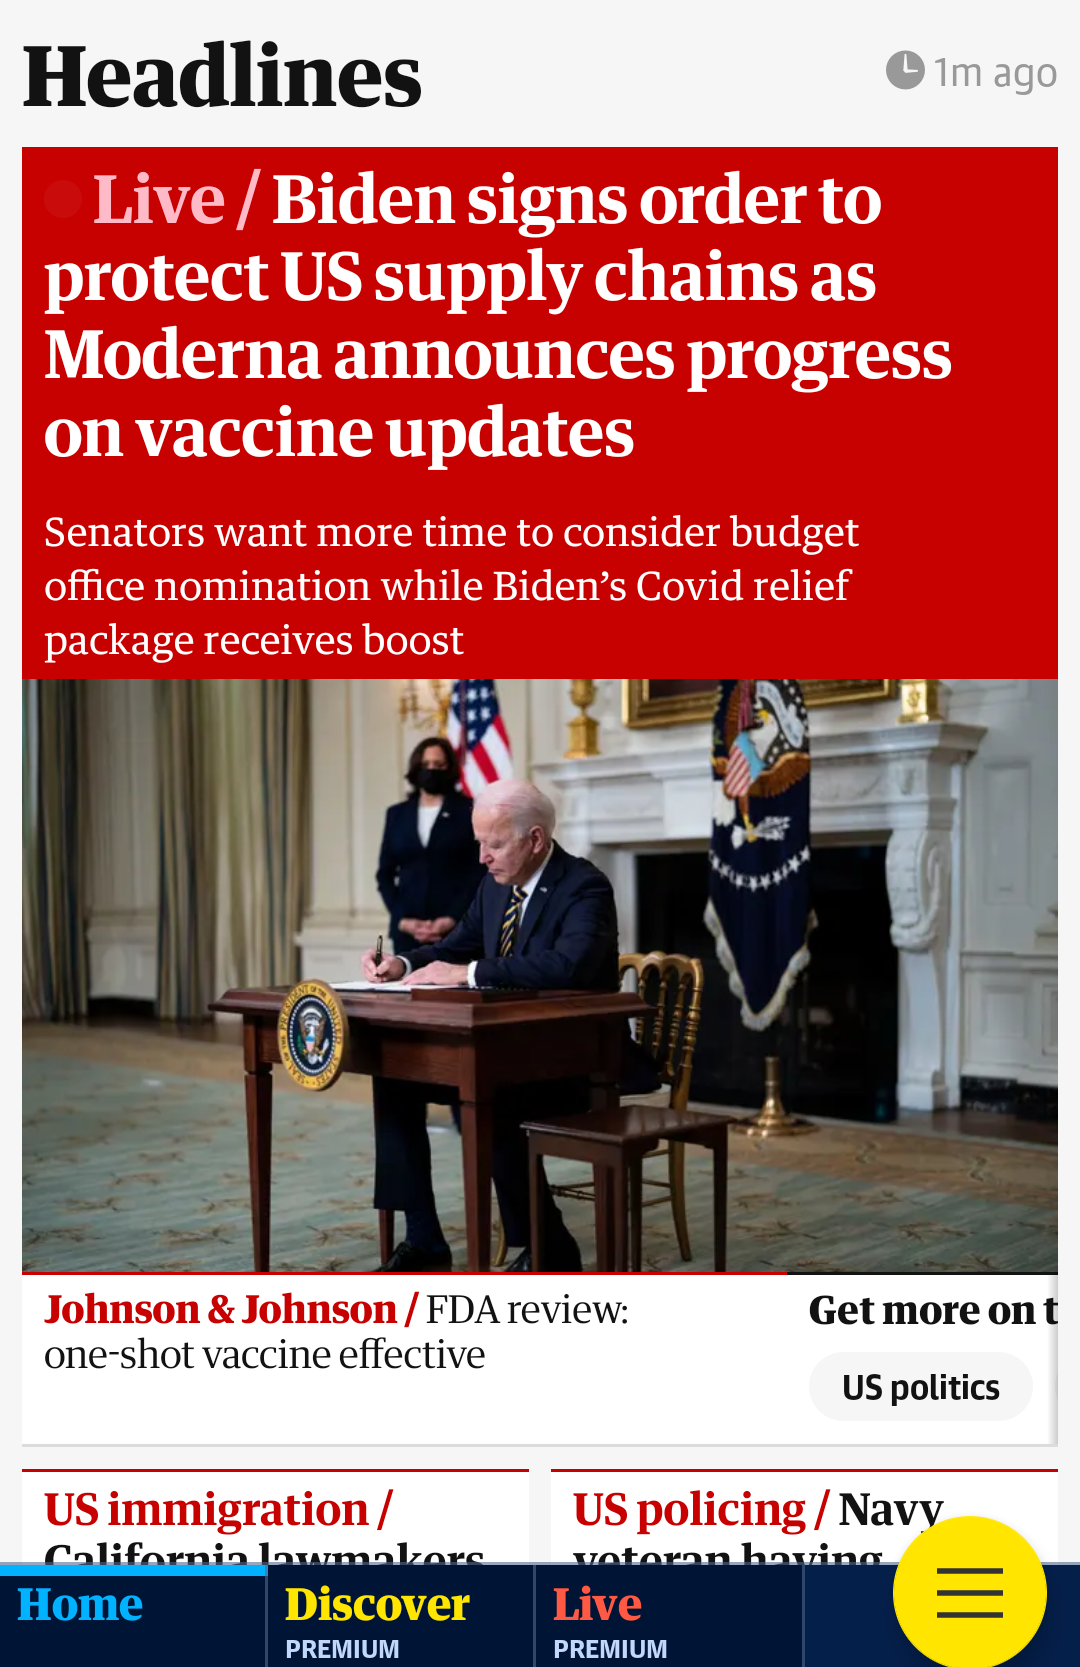 Headlines
1m ago
Live / Biden signs order to
protect US supply chains as
Moderna announces progress
on vaccine updates
Senators want more time to consider budget
office nomination while Biden’s Covid relief
package receives boost
Johnson & Johnson / FDA review:
one-shot vaccine effective
Get more on t
US politics
US immigration /
California lawmakers
US policing / Navy
veteran having
Home
Discover
PREMIUM
Live
PREMIUM